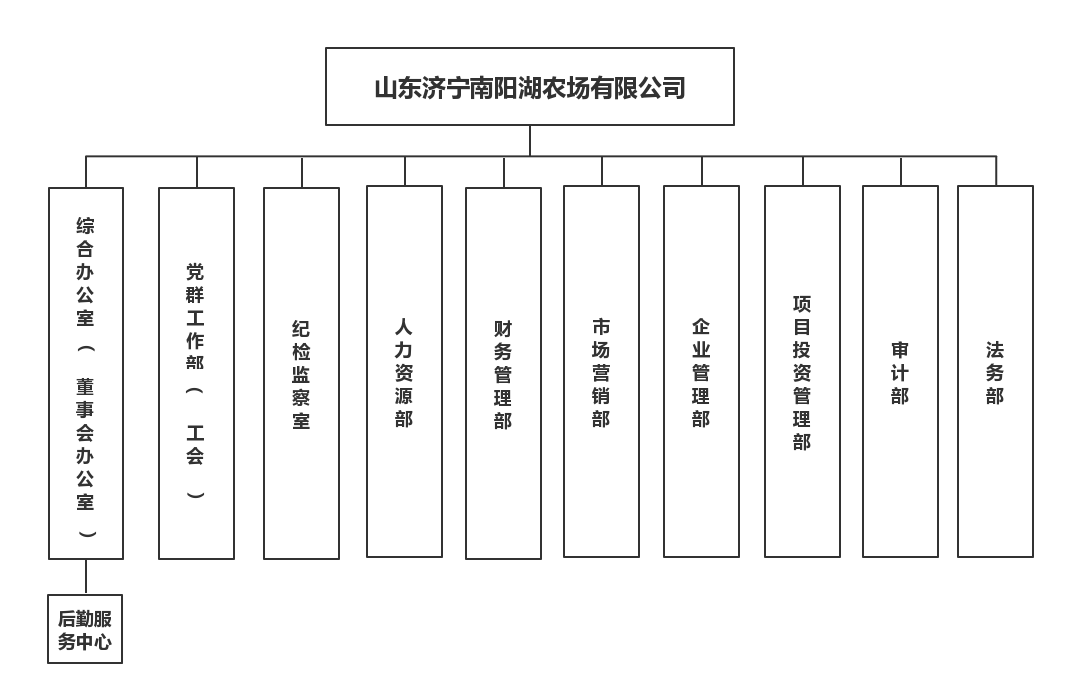 山东济宁南阳湖农场有限公司
综合办公室（董事会办公室）
党群工作部（工会）
纪检监察室
人力资源部
财务管理部
市场营销部
企业管理部
项目投资管理部
审计部
法务部
后勤服
务中心